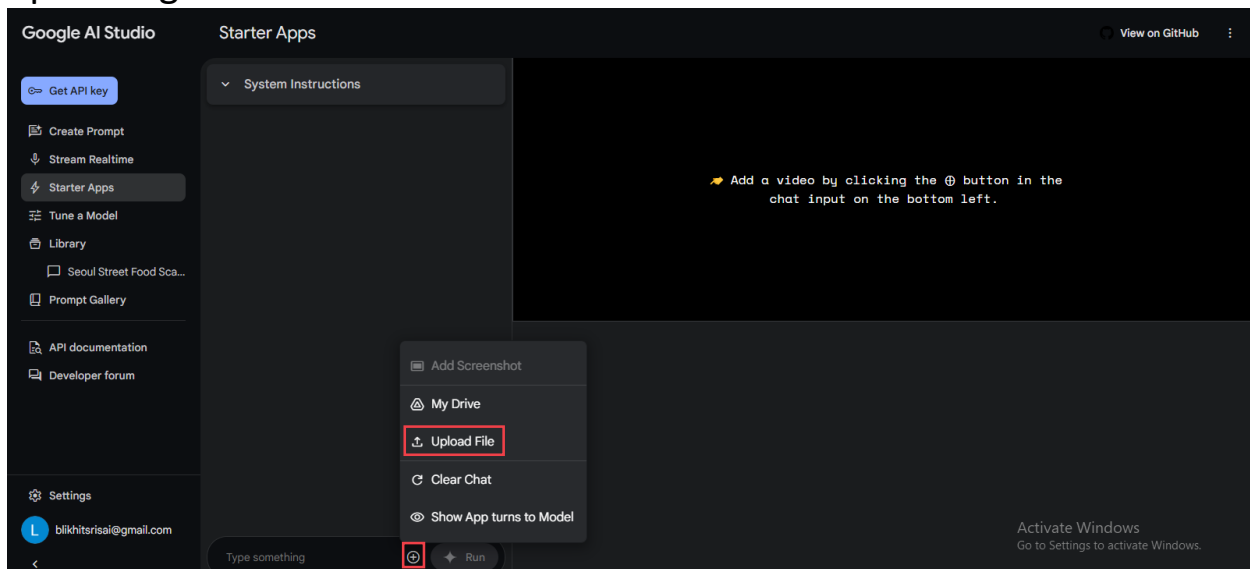 Google AI Studio
Starter Apps
View on GitHub
Get API key
System Instructions
Create Prompt
Stream Realtime
Starter Apps
Tune a Model
Library
Seoul Street Food Sca...
Prompt Gallery
API documentation
Developer forum
Add a video by clicking the ⊕ button in the
chat input on the bottom left.
Add Screenshot
My Drive
Upload File
Clear Chat
Show App turns to Model
Settings
L
blikhitsrisai@gmail.com
Type something
Run
Activate Windows
Go to Settings to activate Windows.